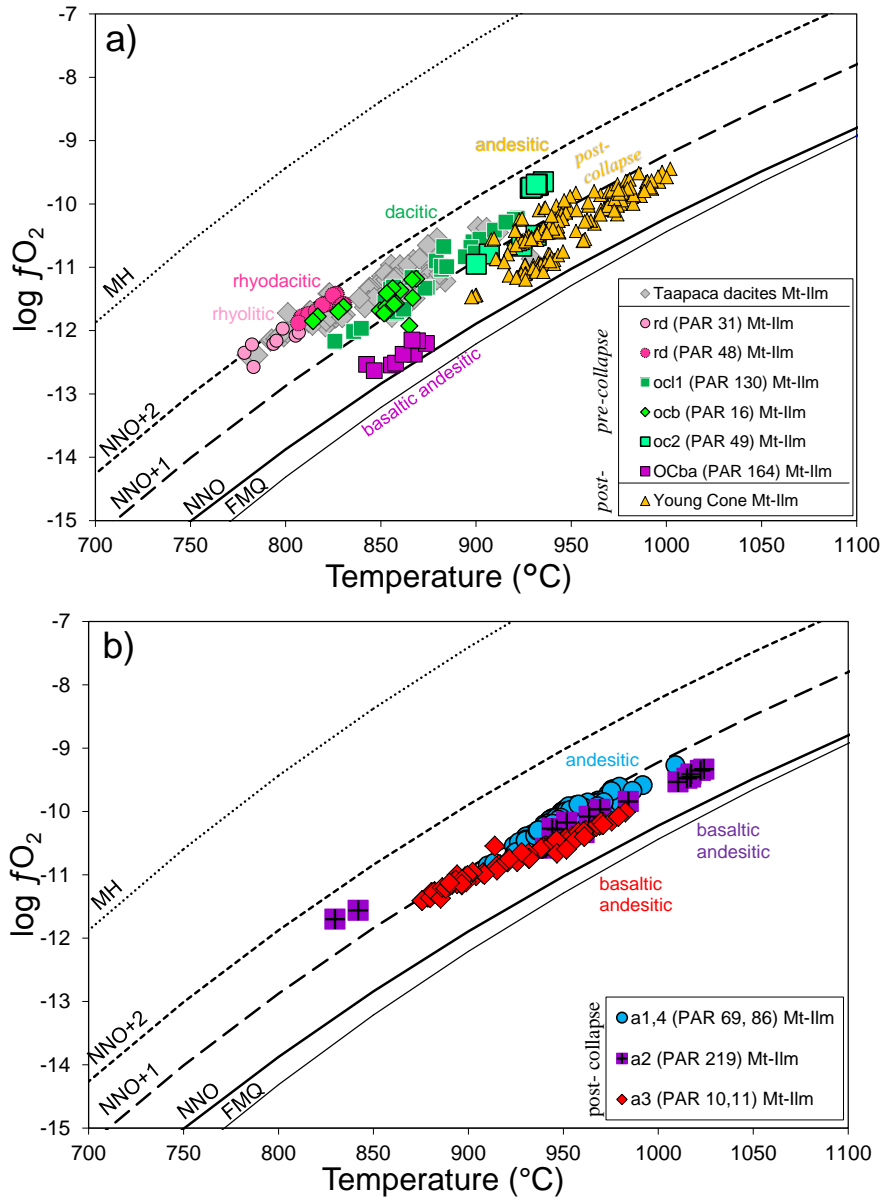 a)
-7
-8
-9
-10
-11
-12
-13
-14
-15
log fO2
MH
NNO+2
NNO+1
NNO
FMQ
rhyolitic
rhyodacitic
dacitic
andesitic
post-
collapse
basaltic andesitic
pre-collapse
post-
Taapaca dacites Mt-Ilm
rd (PAR 31) Mt-Ilm
rd (PAR 48) Mt-Ilm
ocl1 (PAR 130) Mt-Ilm
ocb (PAR 16) Mt-Ilm
oc2 (PAR 49) Mt-Ilm
OCba (PAR 164) Mt-Ilm
Young Cone Mt-Ilm
700 750 800 850 900 950 1000 1050 1100
Temperature (°C)
b)
-7
-8
-9
-10
-11
-12
-13
-14
-15
log fO2
MH
NNO+2
NNO+1
NNO
FMQ
andesitic
basaltic
andesitic
basaltic
andesitic
post- collapse
a1,4 (PAR 69, 86) Mt-Ilm
a2 (PAR 219) Mt-Ilm
a3 (PAR 10,11) Mt-Ilm
700 750 800 850 900 950 1000 1050 1100
Temperature (°C)